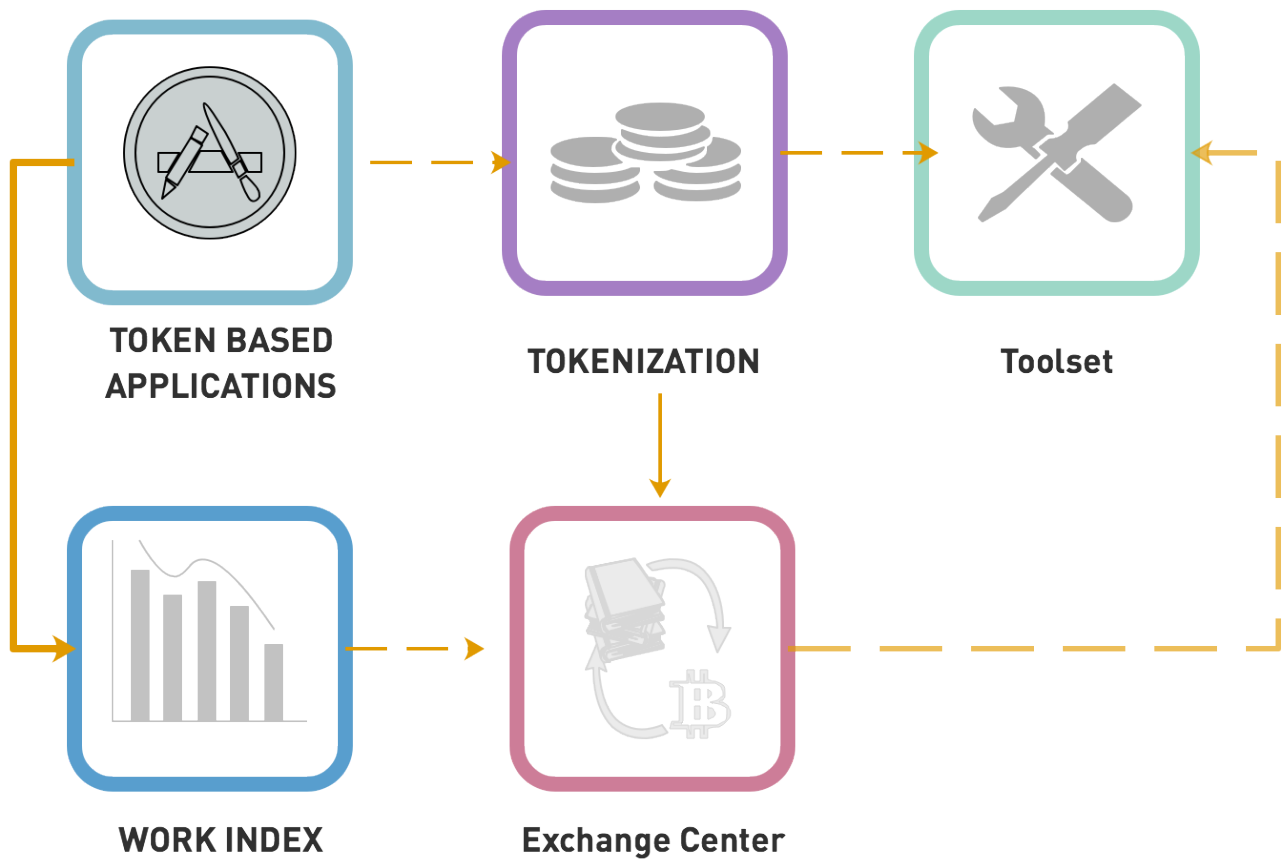 TOKEN BASED
APPLICATIONS
TOKENIZATION
Toolset
WORK INDEX
Exchange Center